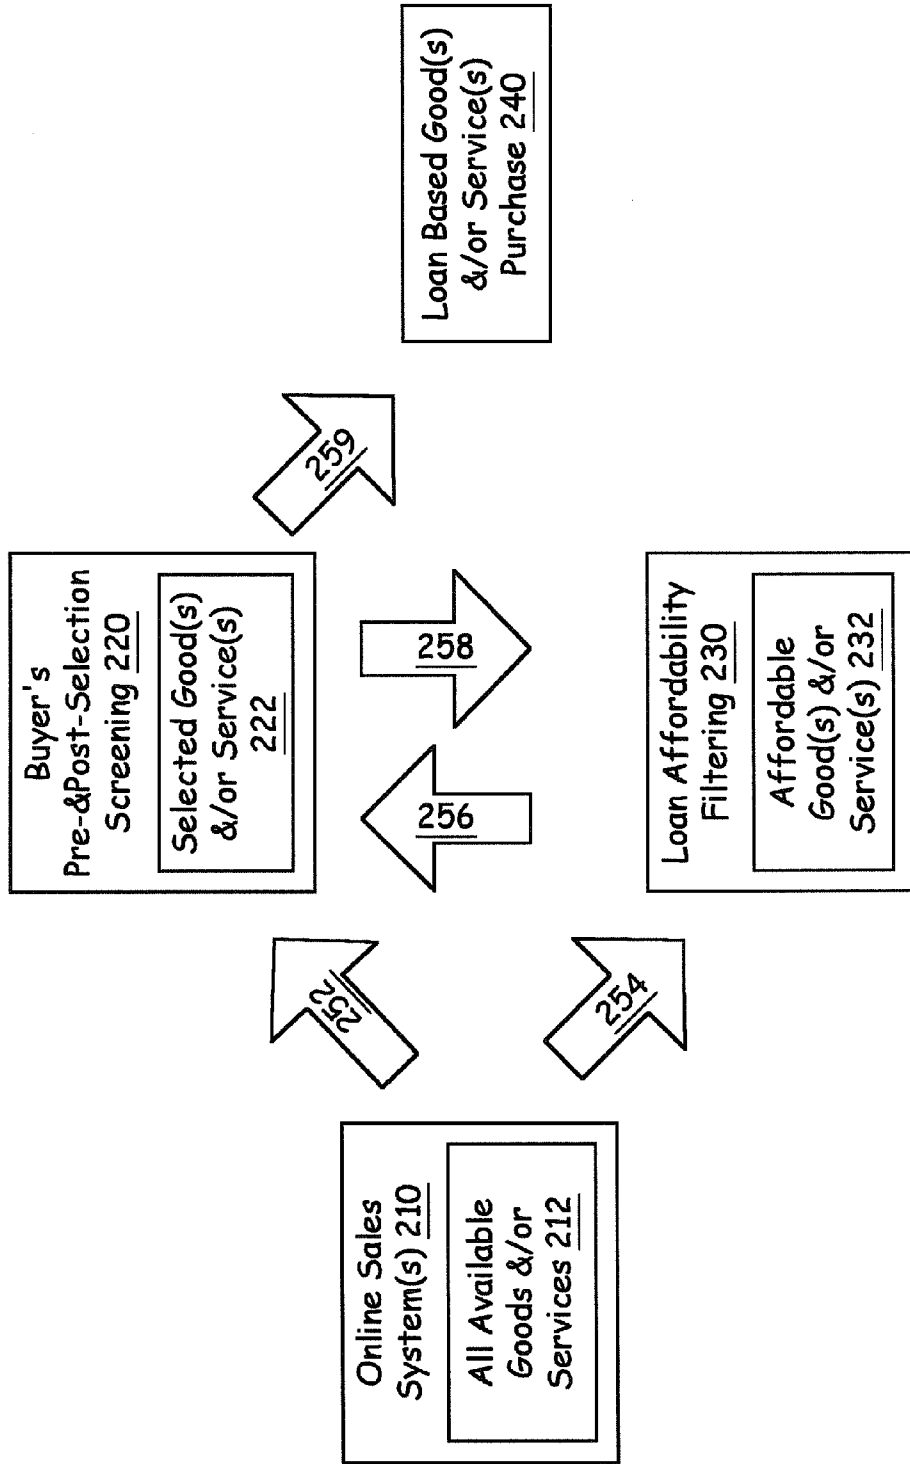 Online Sales
System(s) 210
All Available
Goods &/or
Services 212
252
254
Buyer's
Pre-&Post-Selection
Screening 220
Selected Good(s)
&/or Service(s)
222
256
258
Loan Affordability
Filtering 230
Affordable
Good(s) &/or
Service(s) 232
259
Loan Based Good(s)
&/or Service(s)
Purchase 240